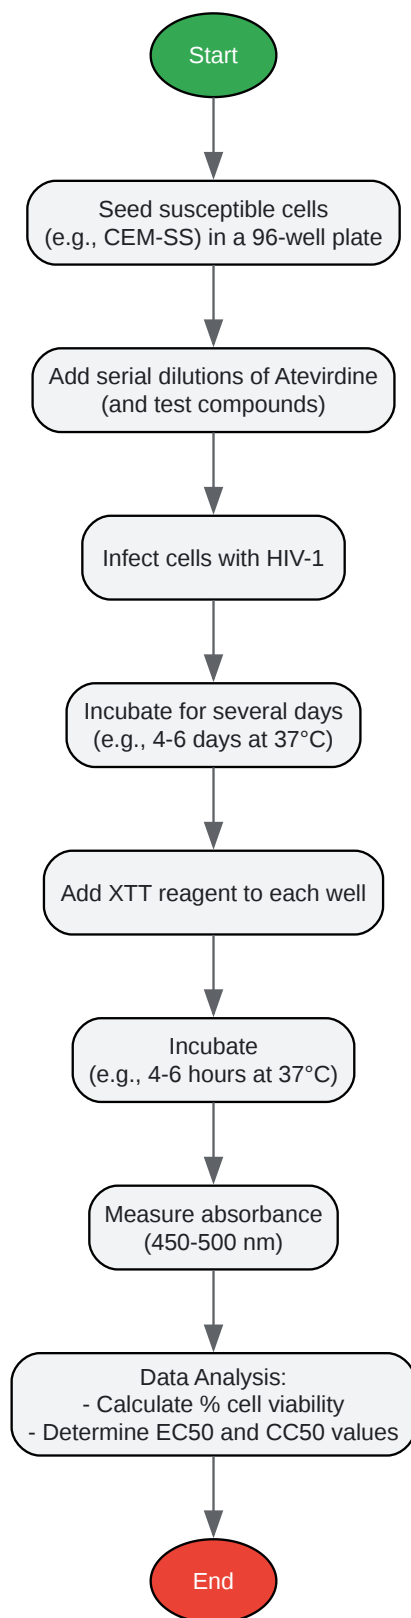 Start
Seed susceptible cells
(e.g., CEM-SS) in a 96-well plate
Add serial dilutions of Atevirdine
(and test compounds)
Infect cells with HIV-1
Incubate for several days
(e.g., 4-6 days at 37°C)
Add XTT reagent to each well
Incubate
(e.g., 4-6 hours at 37°C)
Measure absorbance
(450-500 nm)
Data Analysis:
- Calculate % cell viability
- Determine EC50 and CC50 values
End